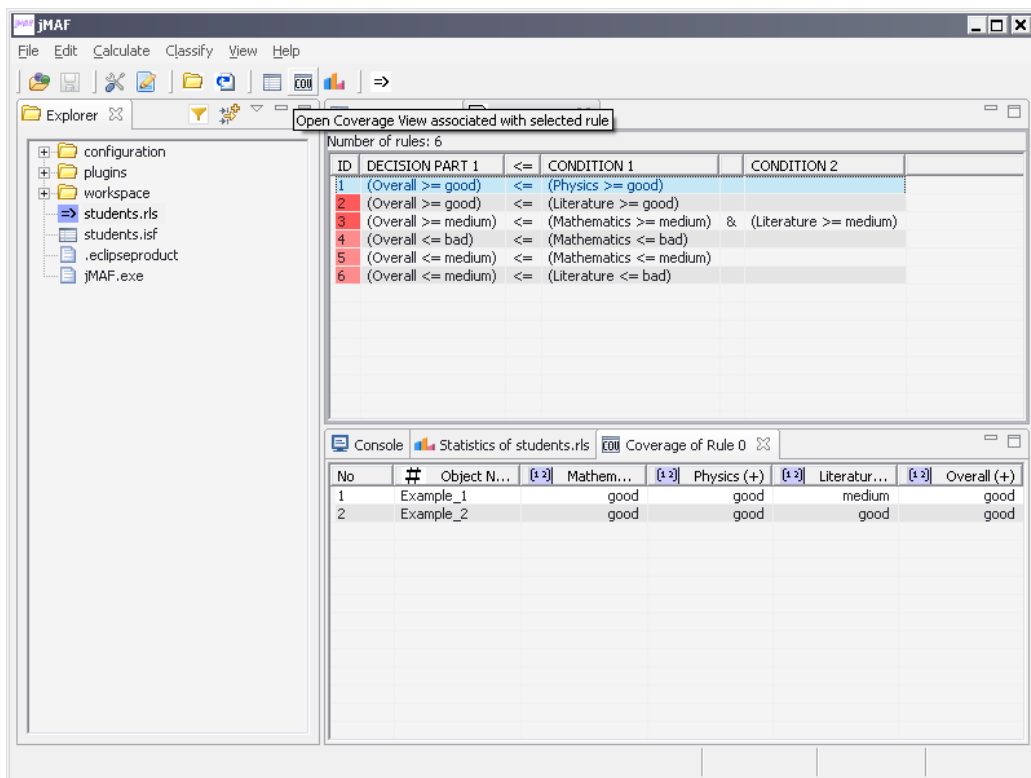 jMAF
File Edit Calculate Classify View Help
Explorer
Open Coverage View associated with selected rule
configuration
plugins
workspace
students.rls
students.isf
.eclipseproduct
jMAF.exe
Number of rules: 6
ID DECISION PART 1 <= CONDITION 1 CONDITION 2
1 (Overall >= good) <= (Physics >= good)
2 (Overall >= good) <= (Literature >= good)
3 (Overall >= medium) <= (Mathematics >= medium) & (Literature >= medium)
4 (Overall <= bad) <= (Mathematics <= bad)
5 (Overall <= medium) <= (Mathematics <= medium)
6 (Overall <= medium) <= (Literature <= bad)
Console Statistics of students.rls COV Coverage of Rule 0
No # Object N... [12] Mathem... [12] Physics (+) [12] Literatur... [12] Overall (+)
1 Example_1 good good medium good
2 Example_2 good good good good